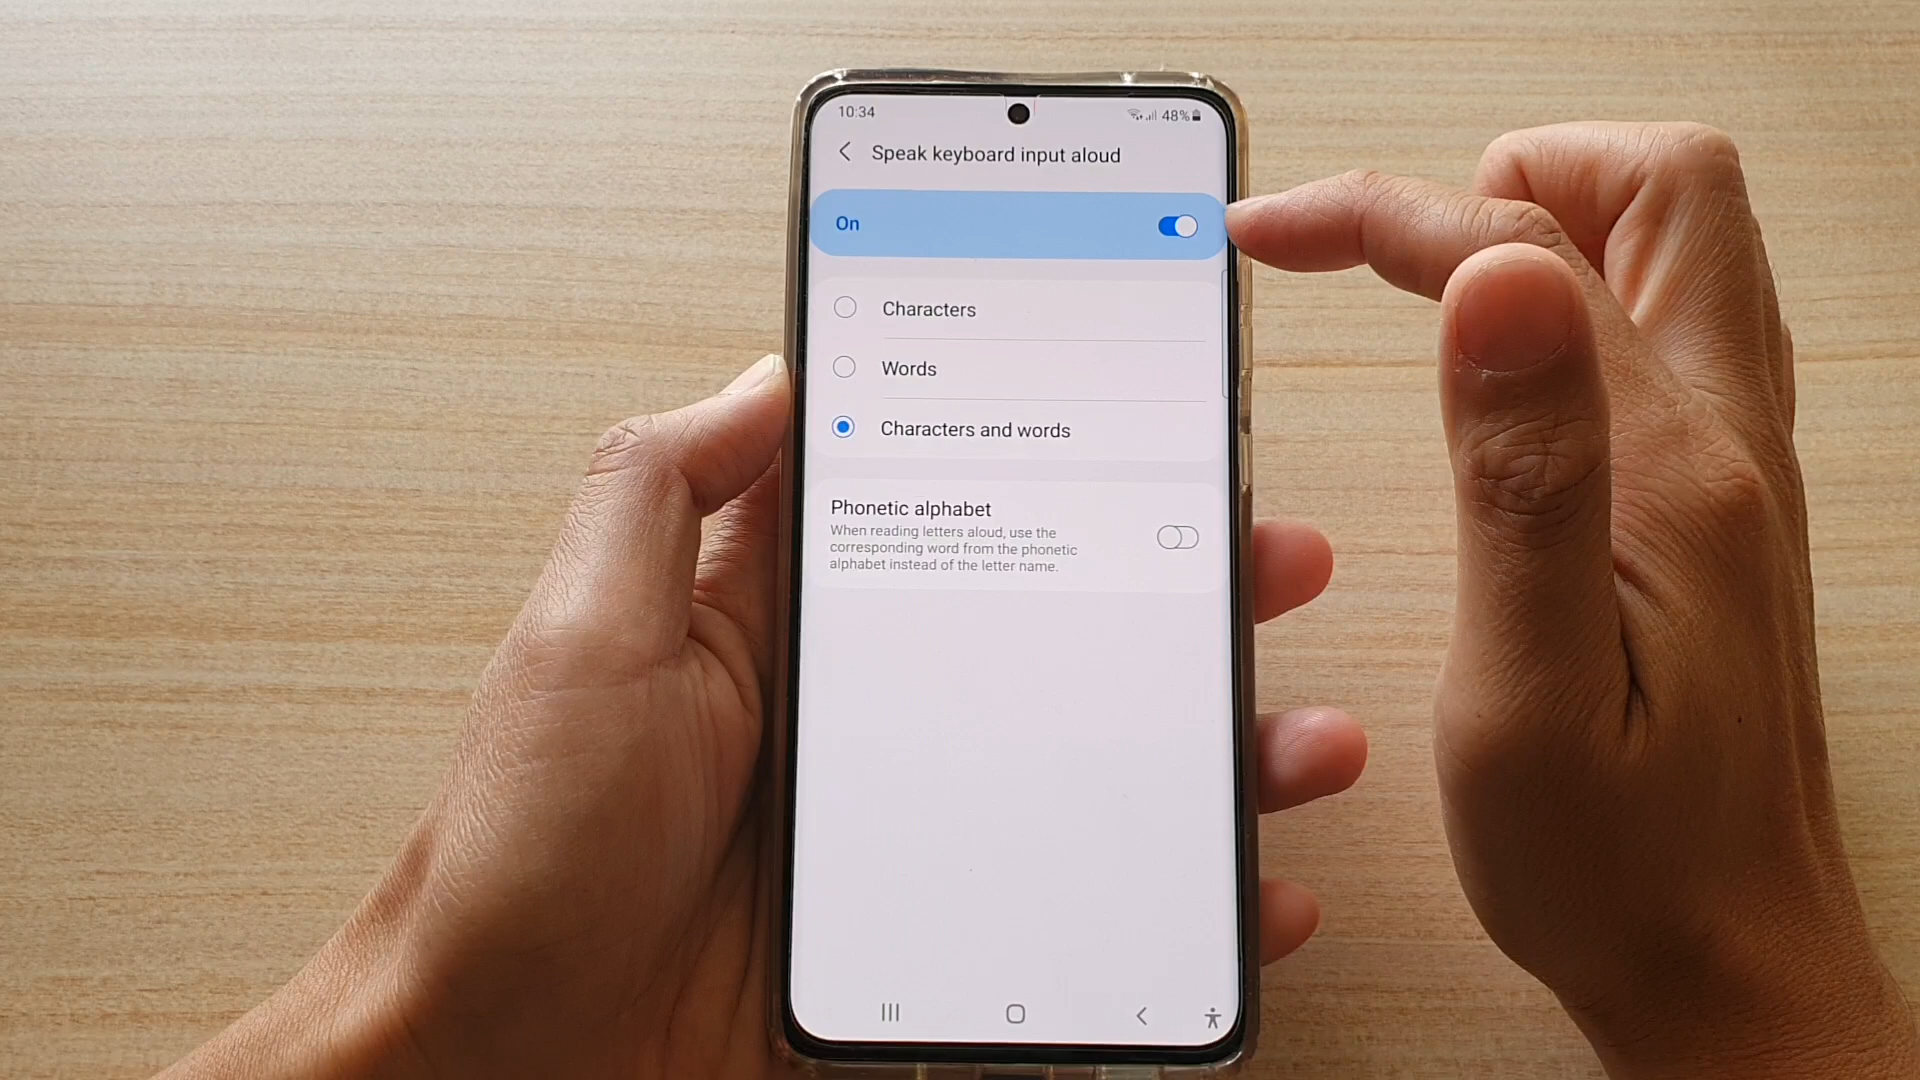 10:34
48%
Speak keyboard input aloud
On
Characters
Words
Characters and words
Phonetic alphabet
When reading letters aloud, use the
corresponding word from the phonetic
alphabet instead of the letter name.